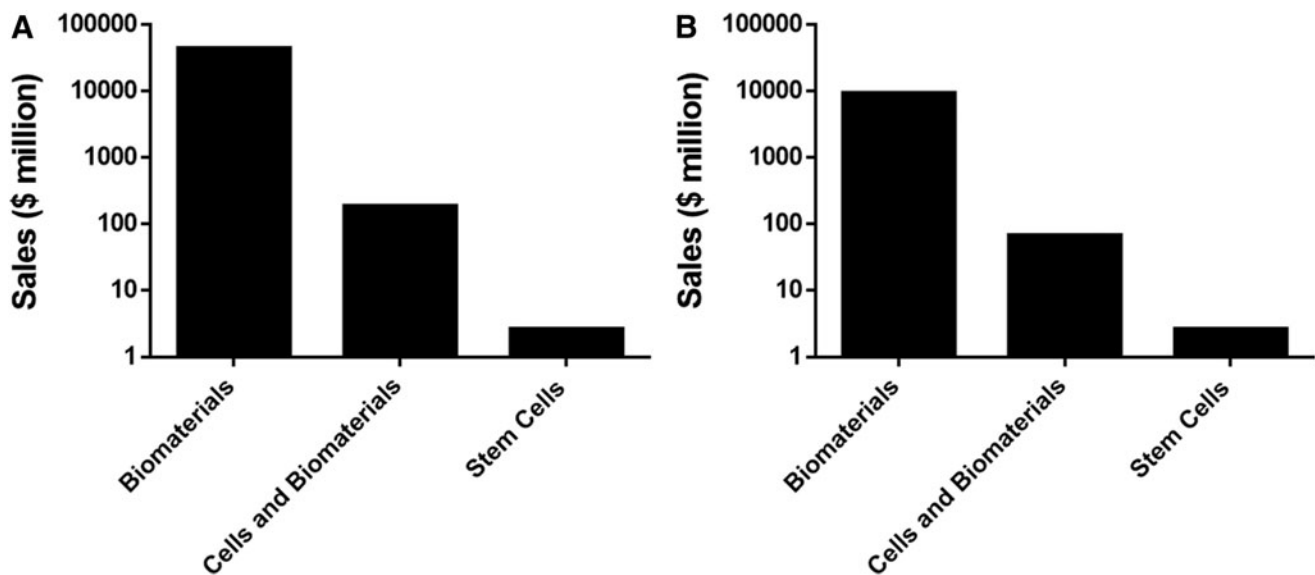 A
Sales ($ million)
100000
10000
1000
100
10
1
Biomaterials
Cells and Biomaterials
Stem Cells
B
Sales ($ million)
100000
10000
1000
100
10
1
Biomaterials
Cells and Biomaterials
Stem Cells